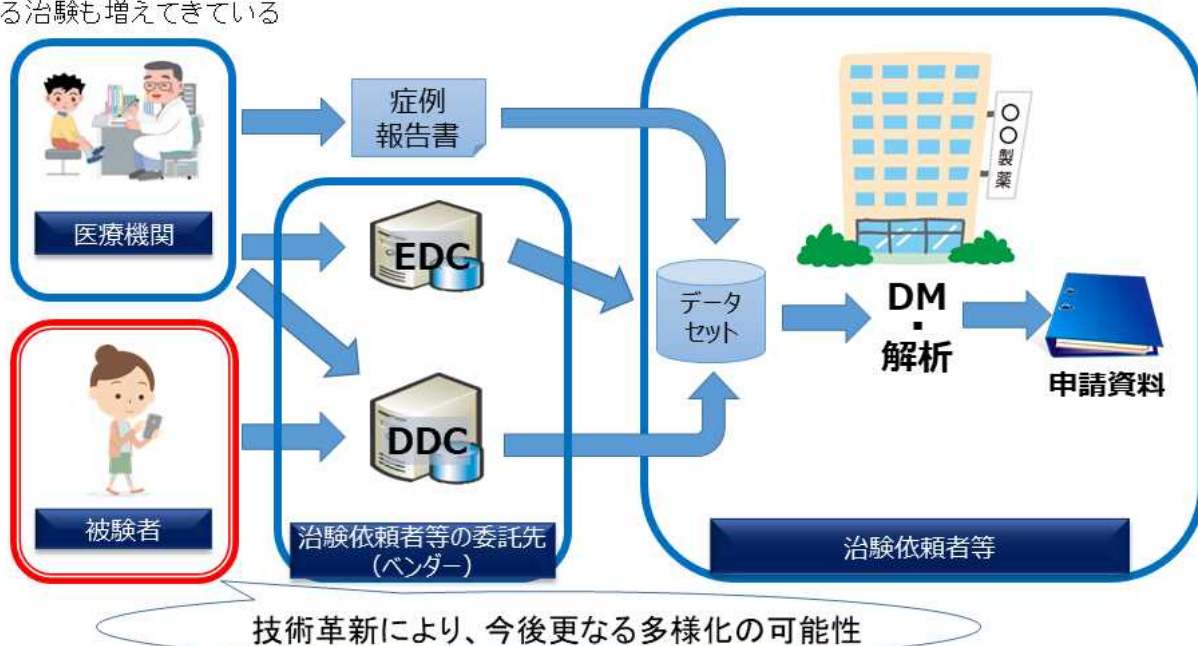 る治験も増えてきている
症例
報告書
医療機関
EDC
DDC
被験者
治験依頼者等の委託先
（ベンダー）
データ
セット
〇〇製薬
DM
・
解析
申請資料
治験依頼者等
技術革新により、今後更なる多様化の可能性